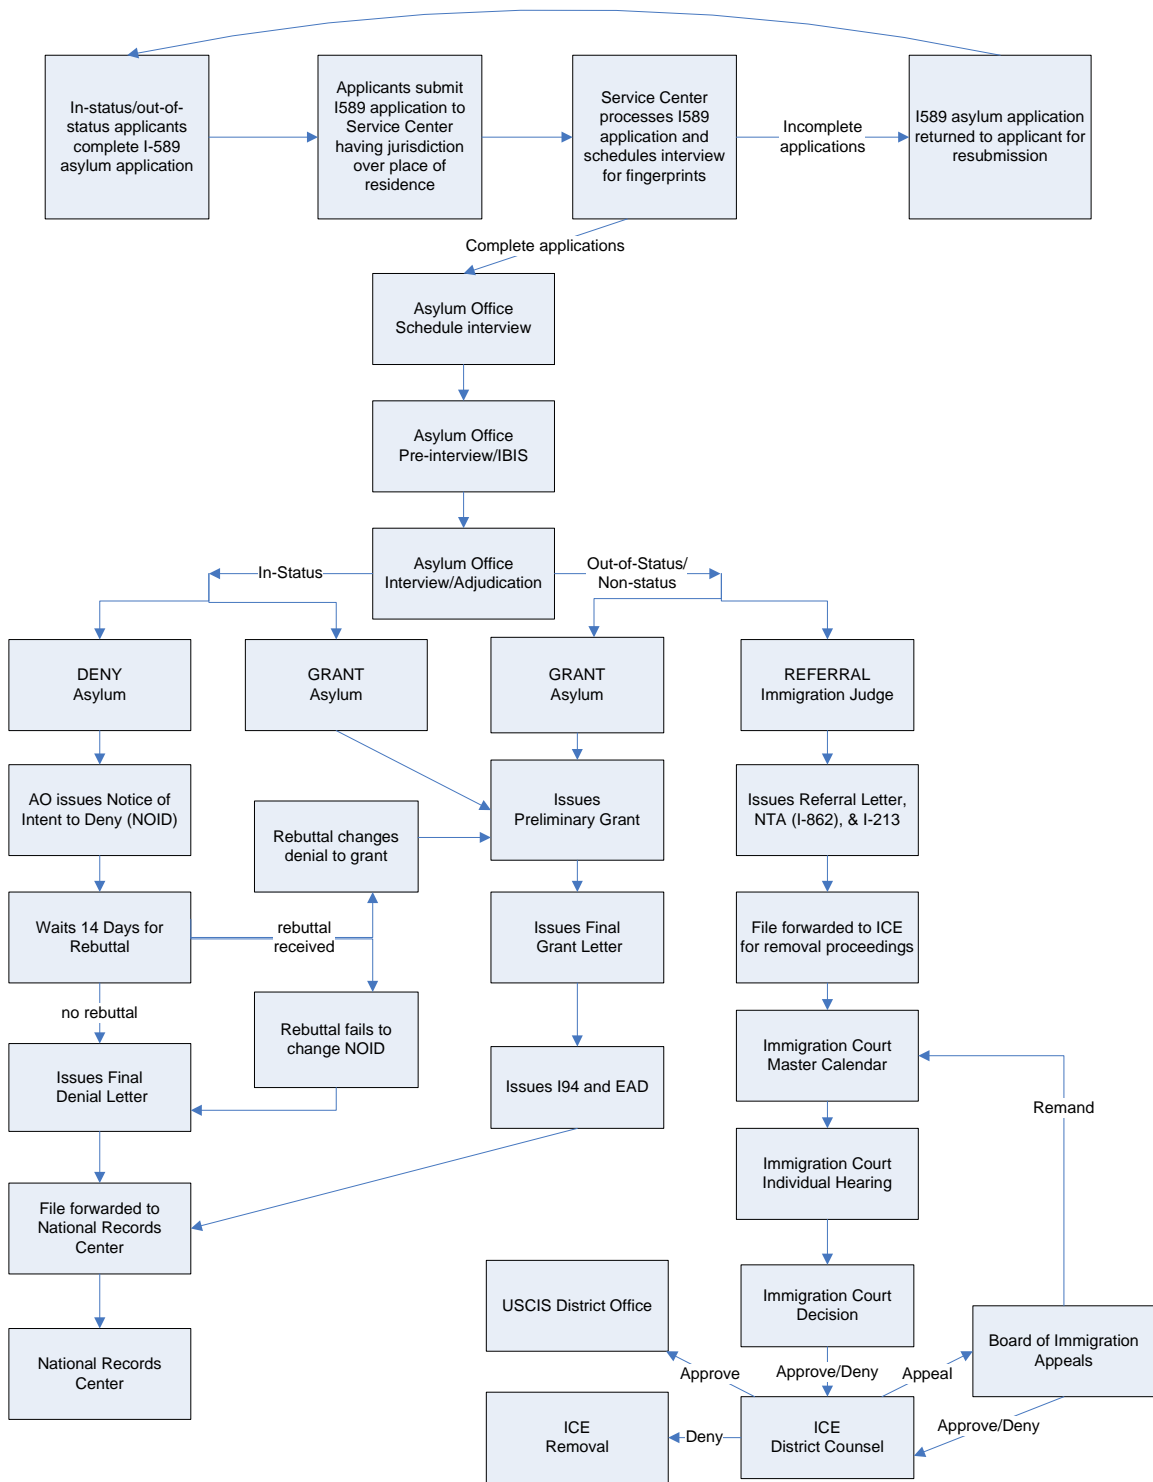 In-status/out-of-
status applicants
complete I-589
asylum application
Applicants submit
I589 application to
Service Center
having jurisdiction
over place of
residence
Service Center
processes I589
application and
schedules interview
for fingerprints
Incomplete
applications
I589 asylum application
returned to applicant for
resubmission
Complete applications
Asylum Office
Schedule interview
Asylum Office
Pre-interview/IBIS
Asylum Office
Interview/Adjudication
In-Status
Out-of-Status/
Non-status
DENY
Asylum
GRANT
Asylum
GRANT
Asylum
REFERRAL
Immigration Judge
AO issues Notice of
Intent to Deny (NOID)
Rebuttal changes
denial to grant
Issues
Preliminary Grant
Issues Referral Letter,
NTA (I-862), & I-213
Waits 14 Days for
Rebuttal
rebuttal
received
Issues Final
Grant Letter
File forwarded to ICE
for removal proceedings
no rebuttal
Rebuttal fails to
change NOID
Immigration Court
Master Calendar
Issues Final
Denial Letter
Issues I94 and EAD
Remand
Immigration Court
Individual Hearing
File forwarded to
National Records
Center
USCIS District Office
Immigration Court
Decision
Board of Immigration
Appeals
National Records
Center
Approve
Approve/Deny
Appeal
Approve/Deny
ICE
Removal
Deny
ICE
District Counsel